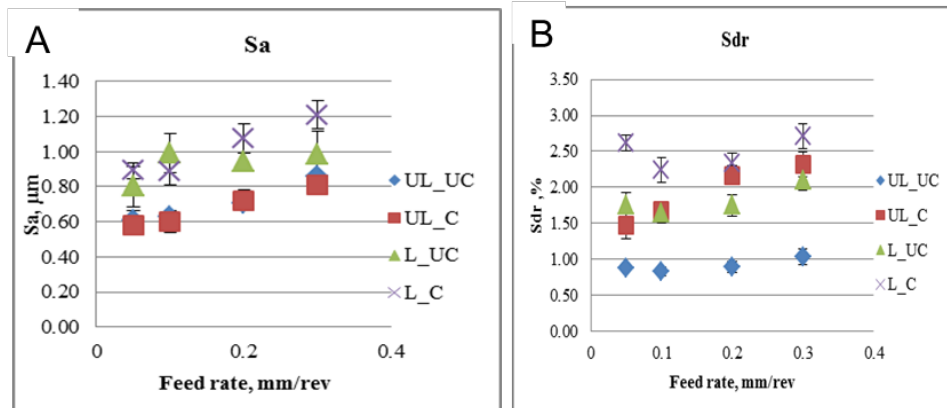 A
Sa
1.40
1.20
1.00
0.80
0.60
0.40
0.20
0.00
Sa, µm
0
0.2
0.4
Feed rate, mm/rev
UL_UC
UL_C
L_UC
L_C
B
Sdr
3.50
3.00
2.50
2.00
1.50
1.00
0.50
0.00
Sdr ,%
0
0.1
0.2
0.3
0.4
Feed rate, mm/rev
UL_UC
UL_C
L_UC
L_C